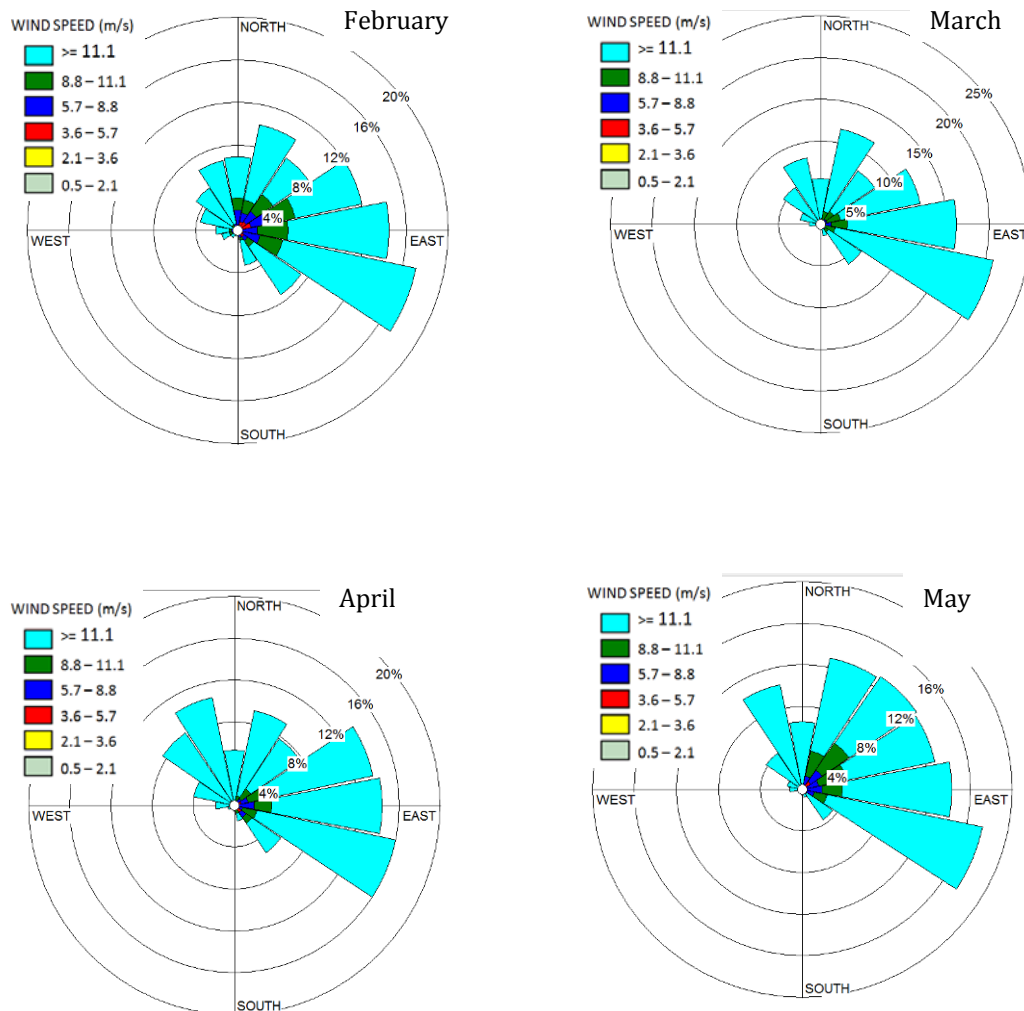 February
WIND SPEED (m/s)
>= 11.1
8.8 – 11.1
5.7 – 8.8
3.6 – 5.7
2.1 – 3.6
0.5 – 2.1
NORTH
20%
16%
12%
8%
4%
WEST
EAST
SOUTH
March
WIND SPEED (m/s)
>= 11.1
8.8 – 11.1
5.7 – 8.8
3.6 – 5.7
2.1 – 3.6
0.5 – 2.1
NORTH
25%
20%
15%
10%
5%
WEST
EAST
SOUTH
April
WIND SPEED (m/s)
>= 11.1
8.8 – 11.1
5.7 – 8.8
3.6 – 5.7
2.1 – 3.6
0.5 – 2.1
NORTH
20%
16%
12%
8%
4%
WEST
EAST
SOUTH
May
WIND SPEED (m/s)
>= 11.1
8.8 – 11.1
5.7 – 8.8
3.6 – 5.7
2.1 – 3.6
0.5 – 2.1
NORTH
16%
12%
8%
4%
WEST
EAST
SOUTH